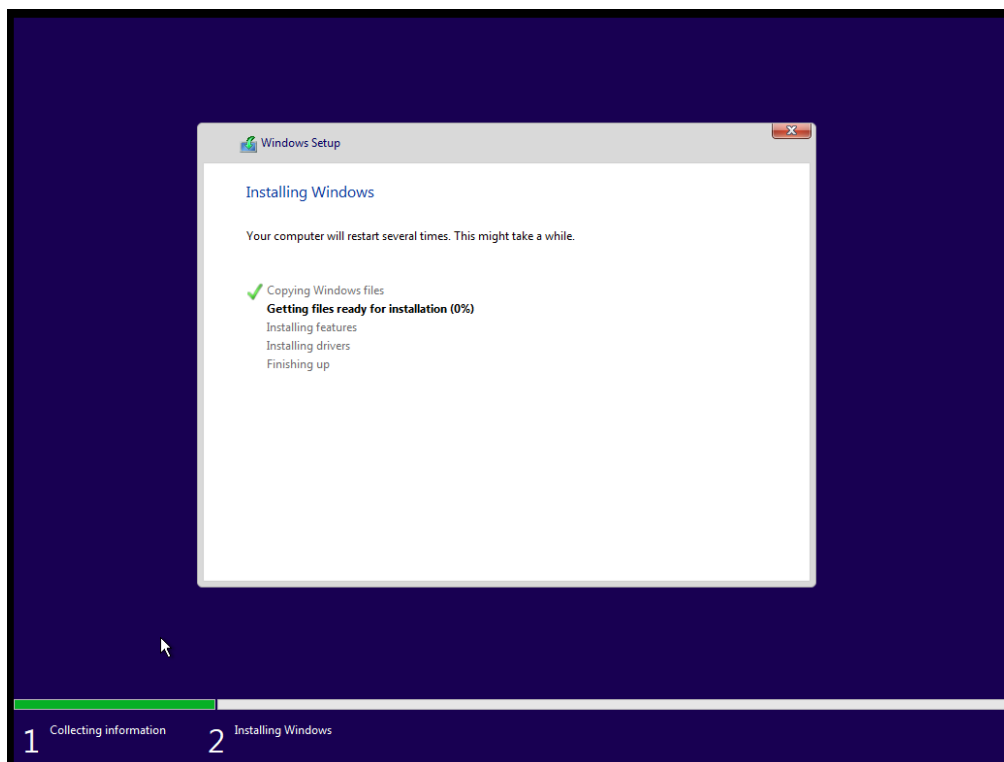 Windows Setup
Installing Windows
Your computer will restart several times. This might take a while.
Copying Windows files
Getting files ready for installation (0%)
Installing features
Installing drivers
Finishing up
1 Collecting information
2 Installing Windows